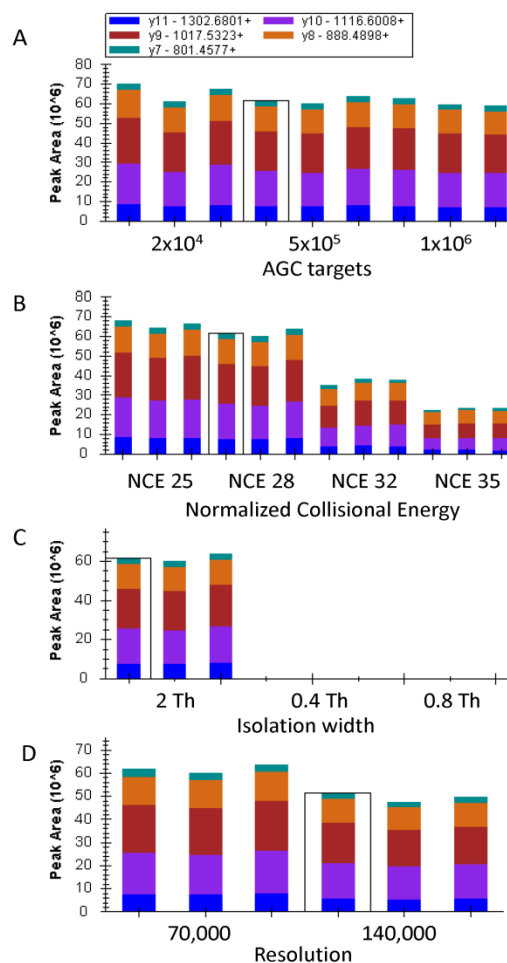 y11 - 1302.6801+ y10 - 1116.6008+
y9 - 1017.5323+ y8 - 888.4898+
y7 - 801.4577+
A
Peak Area (10^6)
80
70
60
50
40
30
20
10
0
2x10⁴ 5x10⁵ 1x10⁶
AGC targets
B
Peak Area (10^6)
80
70
60
50
40
30
20
10
0
NCE 25 NCE 28 NCE 32 NCE 35
Normalized Collisional Energy
C
Peak Area (10^6)
60
40
20
0
2 Th 0.4 Th 0.8 Th
Isolation width
D
Peak Area (10^6)
70
60
50
40
30
20
10
0
70,000 140,000
Resolution